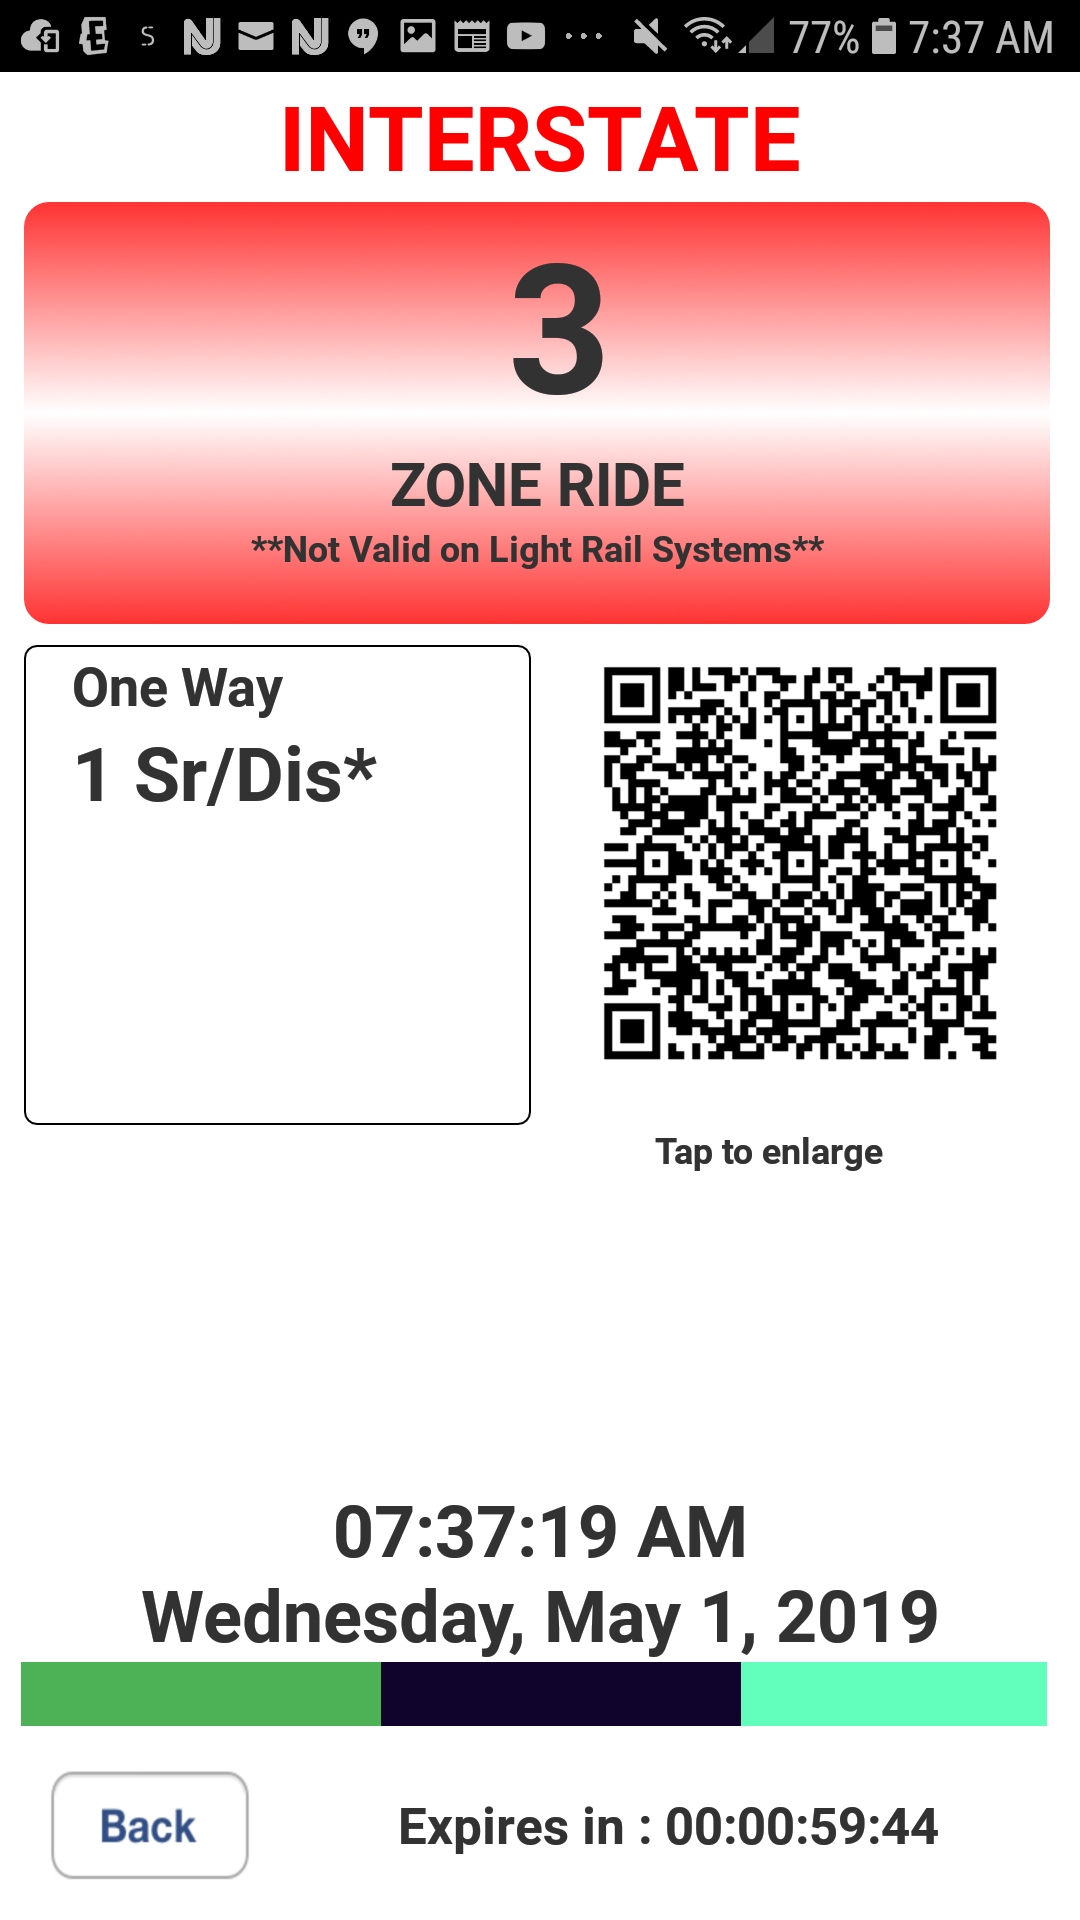 77% 7:37 AM
INTERSTATE
3
ZONE RIDE
**Not Valid on Light Rail Systems**
One Way
1 Sr/Dis*
Tap to enlarge
07:37:19 AM
Wednesday, May 1, 2019
Back
Expires in : 00:00:59:44